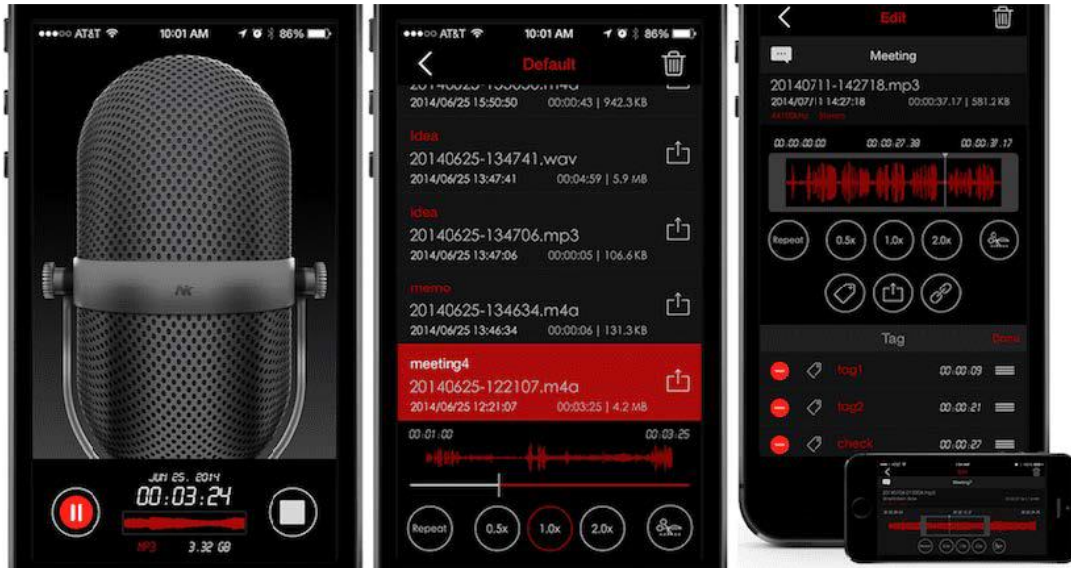 ●●●○○ AT&T 10:01 AM 86%
AK
JUN 25. 2014
00:03:24
MP3 3.32 GB
●●●○○ AT&T 10:01 AM 86%
Default
2014/06/25 15:50:50 00:00:43 | 942.3 KB
idea
20140625-134741.wav
2014/06/25 13:47:41 00:04:59 | 5.9 MB
idea
20140625-134706.mp3
2014/06/25 13:47:06 00:00:05 | 106.6 KB
memo
20140625-134634.m4a
2014/06/25 13:46:34 00:00:06 | 131.3 KB
meeting4
20140625-122107.m4a
2014/06/25 12:21:07 00:03:25 | 4.2 MB
00:01:00 00:03:25
Repeat 0.5x 1.0x 2.0x
Edit
Meeting
20140711-142718.mp3
2014/07/11 14:27:18 00:00:37.17 | 581.2 KB
44100kHz Stereo
00:00:00.00 00:00:27.38 00:00:37.17
Repeat 0.5x 1.0x 2.0x
Tag Done
tag1 00:00:09
tag2 00:00:21
check 00:00:27